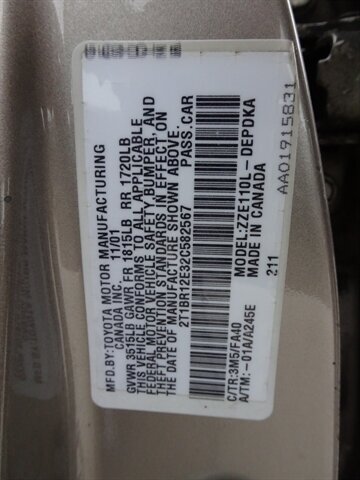 MFD.BY:TOYOTA MOTOR MANUFACTURING
CANADA INC. 11/01
GVWR 3515LB GAWR FR 1810LB RR 1720LB
THIS VEHICLE CONFORMS TO ALL APPLICABLE
FEDERAL MOTOR VEHICLE SAFETY, BUMPER, AND
THEFT PREVENTION STANDARDS IN EFFECT ON
THE DATE OF MANUFACTURE SHOWN ABOVE.
2T1BR12E32C582567 PASS.CAR
C/TR:3M5/FA40 MODEL:ZZE110L-
A/TM:-01A/A245E DEPDKA
MADE IN CANADA
211
AA01915831